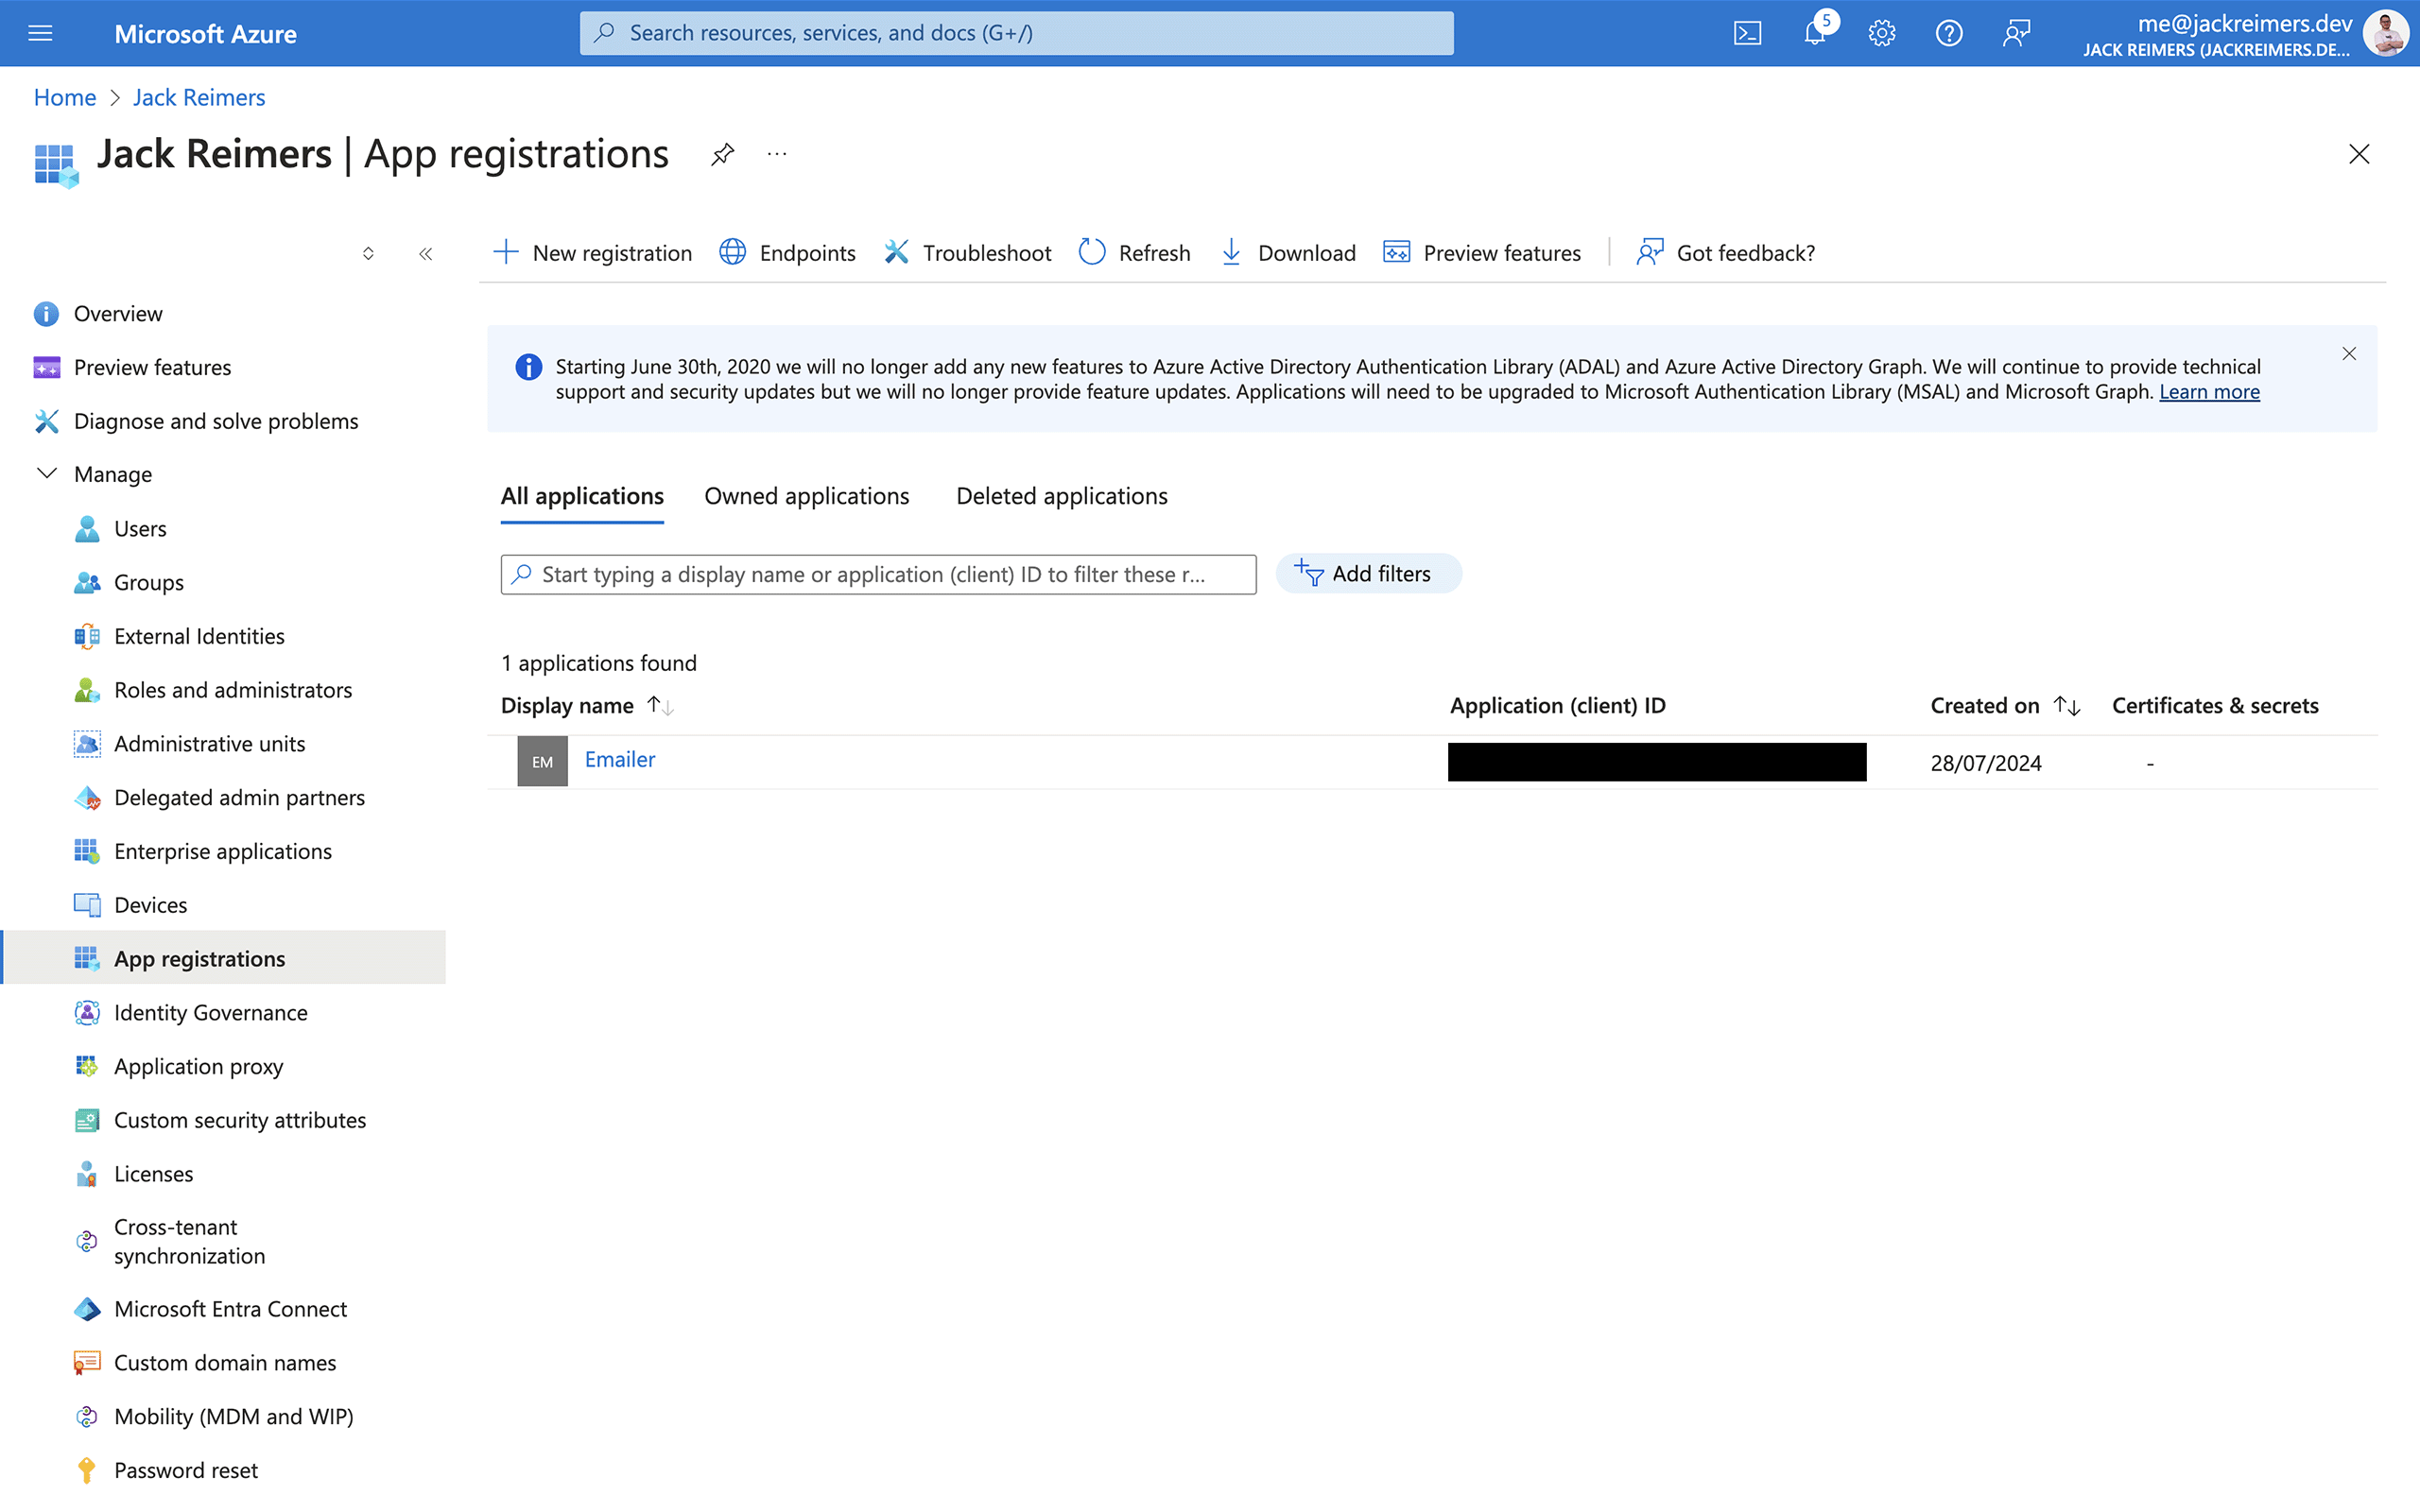 Microsoft Azure
Search resources, services, and docs (G+/)
5
me@jackreimers.dev
JACK REIMERS (JACKREIMERS.DE...
Home > Jack Reimers
Jack Reimers | App registrations
...
New registration
Endpoints
Troubleshoot
Refresh
Download
Preview features
Got feedback?
Overview
Preview features
Diagnose and solve problems
Manage
Users
Groups
External Identities
Roles and administrators
Administrative units
Delegated admin partners
Enterprise applications
Devices
App registrations
Identity Governance
Application proxy
Custom security attributes
Licenses
Cross-tenant
synchronization
Microsoft Entra Connect
Custom domain names
Mobility (MDM and WIP)
Password reset
Starting June 30th, 2020 we will no longer add any new features to Azure Active Directory Authentication Library (ADAL) and Azure Active Directory Graph. We will continue to provide technical
support and security updates but we will no longer provide feature updates. Applications will need to be upgraded to Microsoft Authentication Library (MSAL) and Microsoft Graph. Learn more
All applications
Owned applications
Deleted applications
Start typing a display name or application (client) ID to filter these r...
Add filters
1 applications found
Display name
Application (client) ID
Created on
Certificates & secrets
EM
Emailer
28/07/2024
-